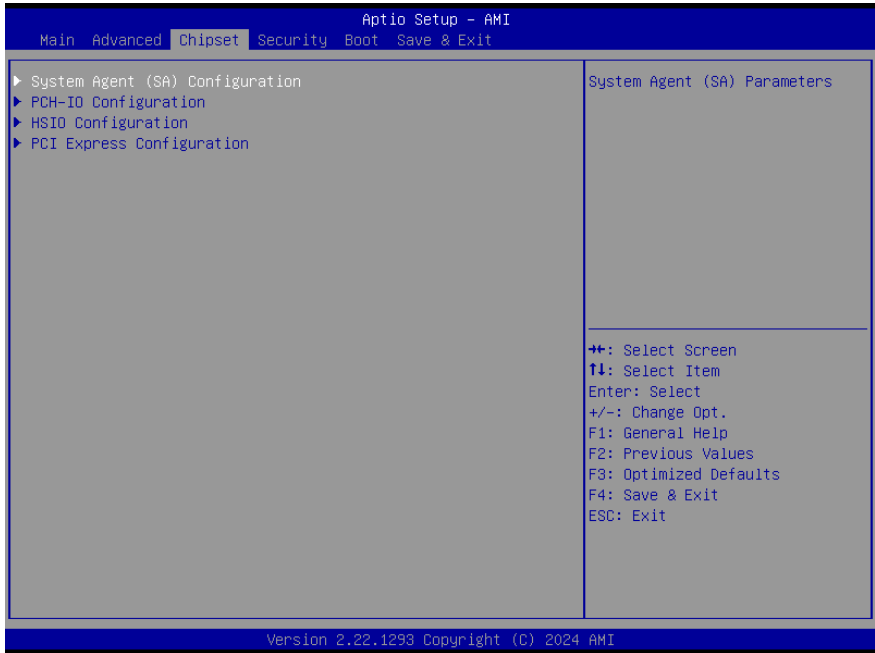 Aptio Setup – AMI
Main Advanced Chipset Security Boot Save & Exit
System Agent (SA) Configuration
PCH-IO Configuration
HSIO Configuration
PCI Express Configuration
System Agent (SA) Parameters
→←: Select Screen
↑↓: Select Item
Enter: Select
+/-: Change Opt.
F1: General Help
F2: Previous Values
F3: Optimized Defaults
F4: Save & Exit
ESC: Exit
Version 2.22.1293 Copyright (C) 2024 AMI